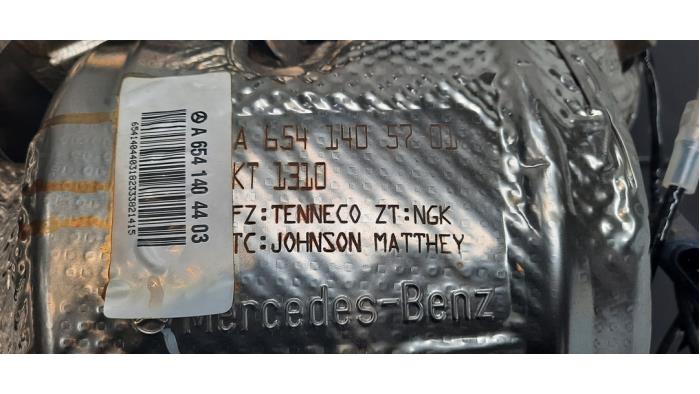 A 654 140 44 03
6541404403182333821415
A 654 140 57 01
KT 1310
FZ:TENNECO ZT:NGK
TC:JOHNSON MATTHEY
Mercedes-Benz